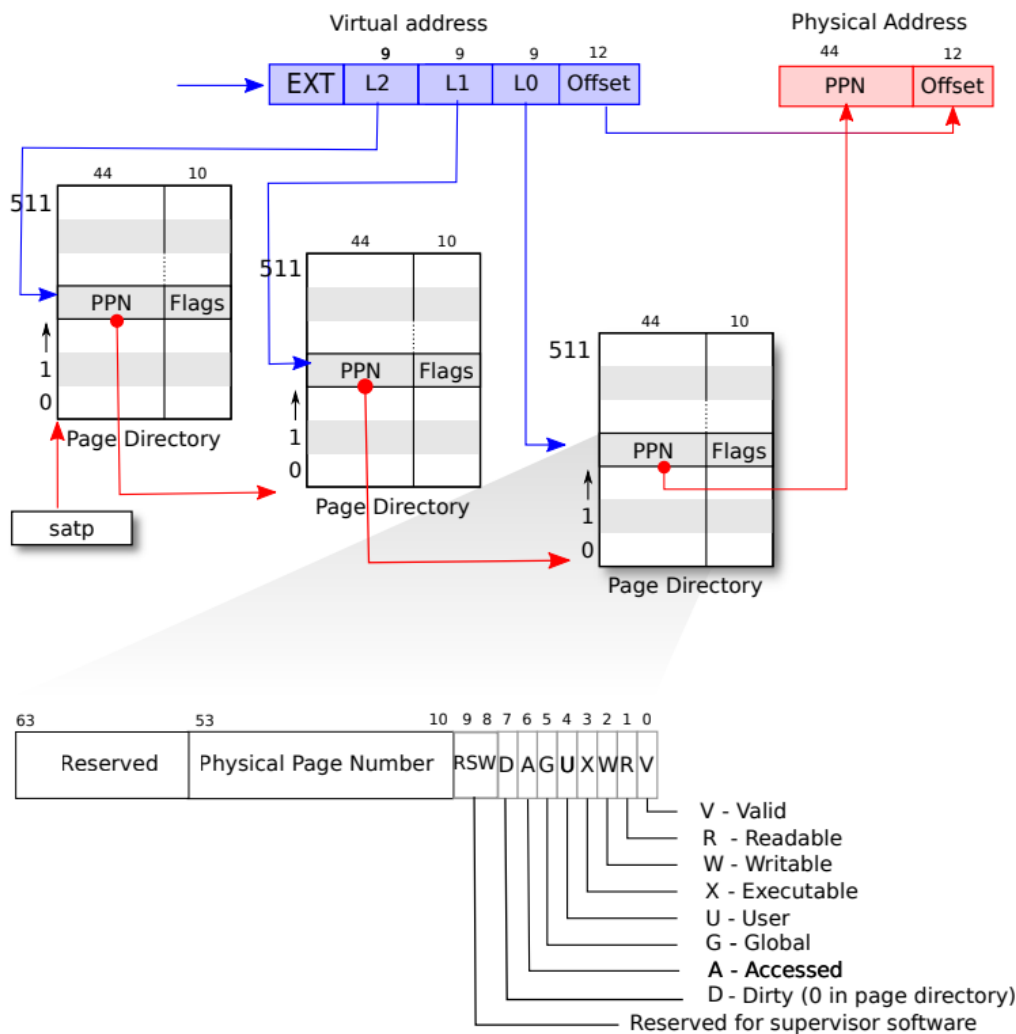 Virtual address
Physical Address
9 9 9 12
44 12
EXT L2 L1 L0 Offset
PPN Offset
44 10
511
PPN Flags
1
0
Page Directory
satp
44 10
511
PPN Flags
1
0
Page Directory
44 10
511
PPN Flags
1
0
Page Directory
63 53 10 9 8 7 6 5 4 3 2 1 0
Reserved Physical Page Number RSW D A G U X W R V
V - Valid
R - Readable
W - Writable
X - Executable
U - User
G - Global
A - Accessed
D - Dirty (0 in page directory)
Reserved for supervisor software